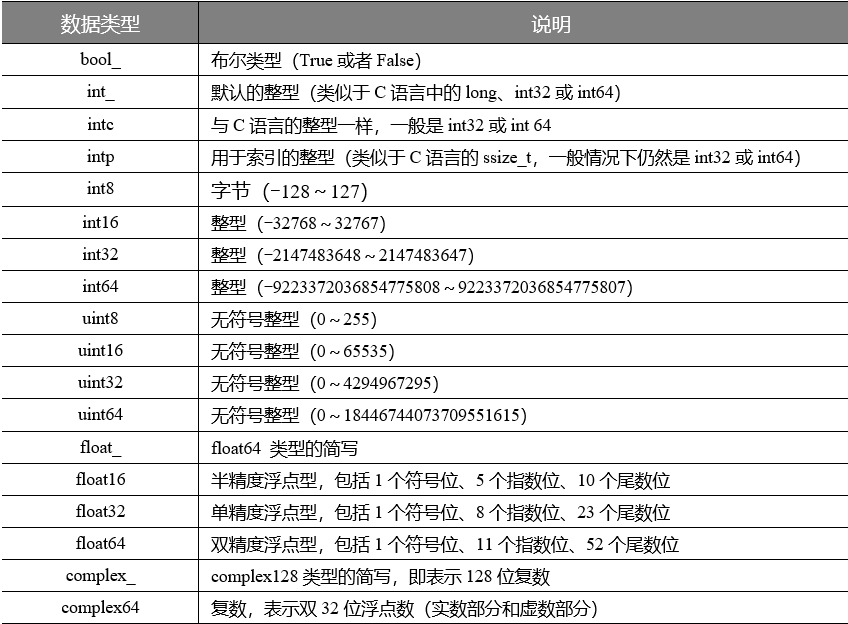 数据类型 说明
bool_ 布尔类型（True 或者 False）
int_ 默认的整型（类似于 C 语言中的 long、int32 或 int64）
intc 与 C 语言的整型一样，一般是 int32 或 int 64
intp 用于索引的整型（类似于 C 语言的 ssize_t，一般情况下仍然是 int32 或 int64）
int8 字节（-128 ~ 127）
int16 整型（-32768 ~ 32767）
int32 整型（-2147483648 ~ 2147483647）
int64 整型（-9223372036854775808 ~ 9223372036854775807）
uint8 无符号整型（0 ~ 255）
uint16 无符号整型（0 ~ 65535）
uint32 无符号整型（0 ~ 4294967295）
uint64 无符号整型（0 ~ 18446744073709551615）
float_ float64 类型的简写
float16 半精度浮点型，包括 1 个符号位、5 个指数位、10 个尾数位
float32 单精度浮点型，包括 1 个符号位、8 个指数位、23 个尾数位
float64 双精度浮点型，包括 1 个符号位、11 个指数位、52 个尾数位
complex_ complex128 类型的简写，即表示 128 位复数
complex64 复数，表示双 32 位浮点数（实数部分和虚数部分）